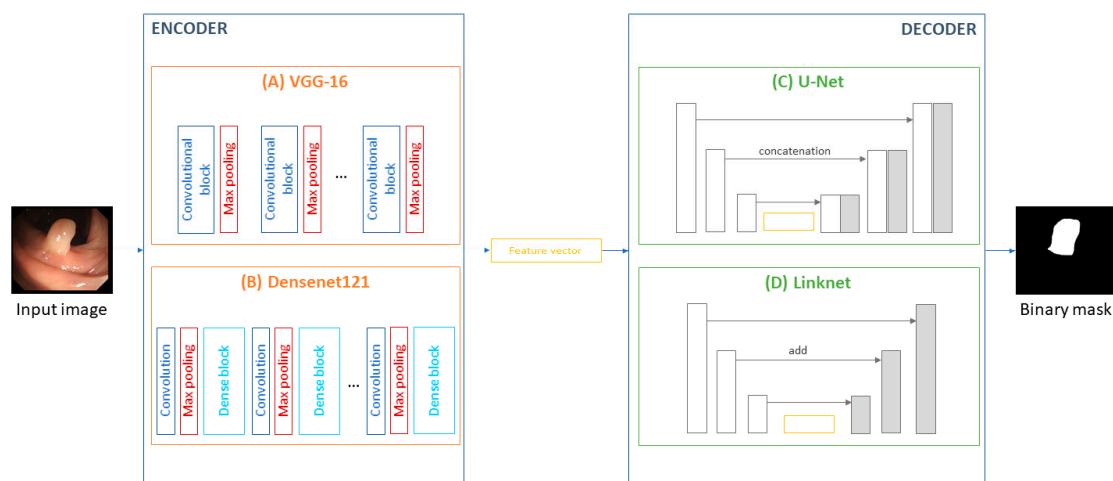 ENCODER
(A) VGG-16
Convolutional
block
Max pooling
Convolutional
block
Max pooling
...
Convolutional
block
Max pooling
(B) Densenet121
Convolution
Max pooling
Dense block
Convolution
Max pooling
Dense block
...
Convolution
Max pooling
Dense block
Input image
Feature vector
DECODER
(C) U-Net
concatenation
(D) Linknet
add
Binary mask